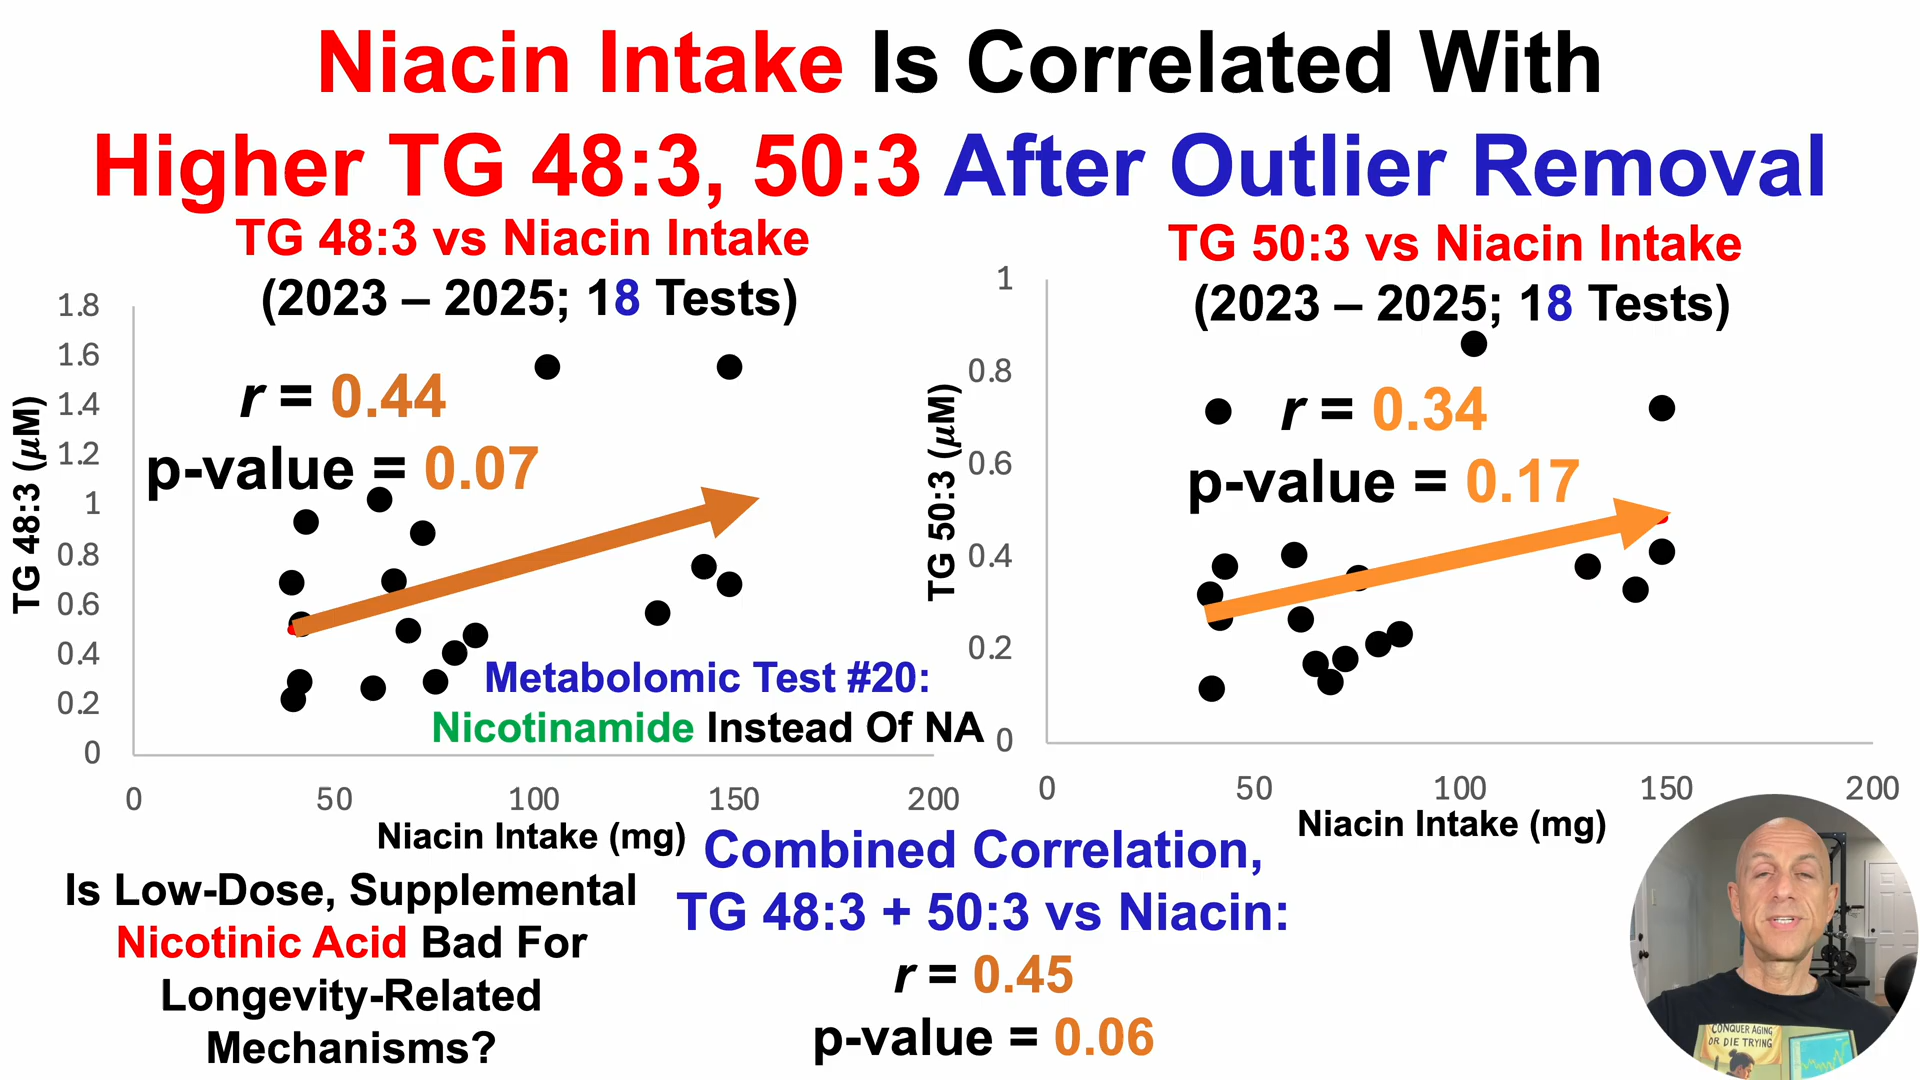 Niacin Intake Is Correlated With
Higher TG 48:3, 50:3 After Outlier Removal
TG 48:3 vs Niacin Intake
(2023 – 2025; 18 Tests)
r = 0.44
p-value = 0.07
TG 48:3 (μM)
1.8
1.6
1.4
1.2
1
0.8
0.6
0.4
0.2
0
0 50 100 150 200
Niacin Intake (mg)
Metabolomic Test #20:
Nicotinamide Instead Of NA
TG 50:3 vs Niacin Intake
(2023 – 2025; 18 Tests)
r = 0.34
p-value = 0.17
TG 50:3 (μM)
1
0.8
0.6
0.4
0.2
0
0 50 100 150 200
Niacin Intake (mg)
Is Low-Dose, Supplemental
Nicotinic Acid Bad For
Longevity-Related
Mechanisms?
Combined Correlation,
TG 48:3 + 50:3 vs Niacin:
r = 0.45
p-value = 0.06
CONQUER AGING
OR DIE TRYING